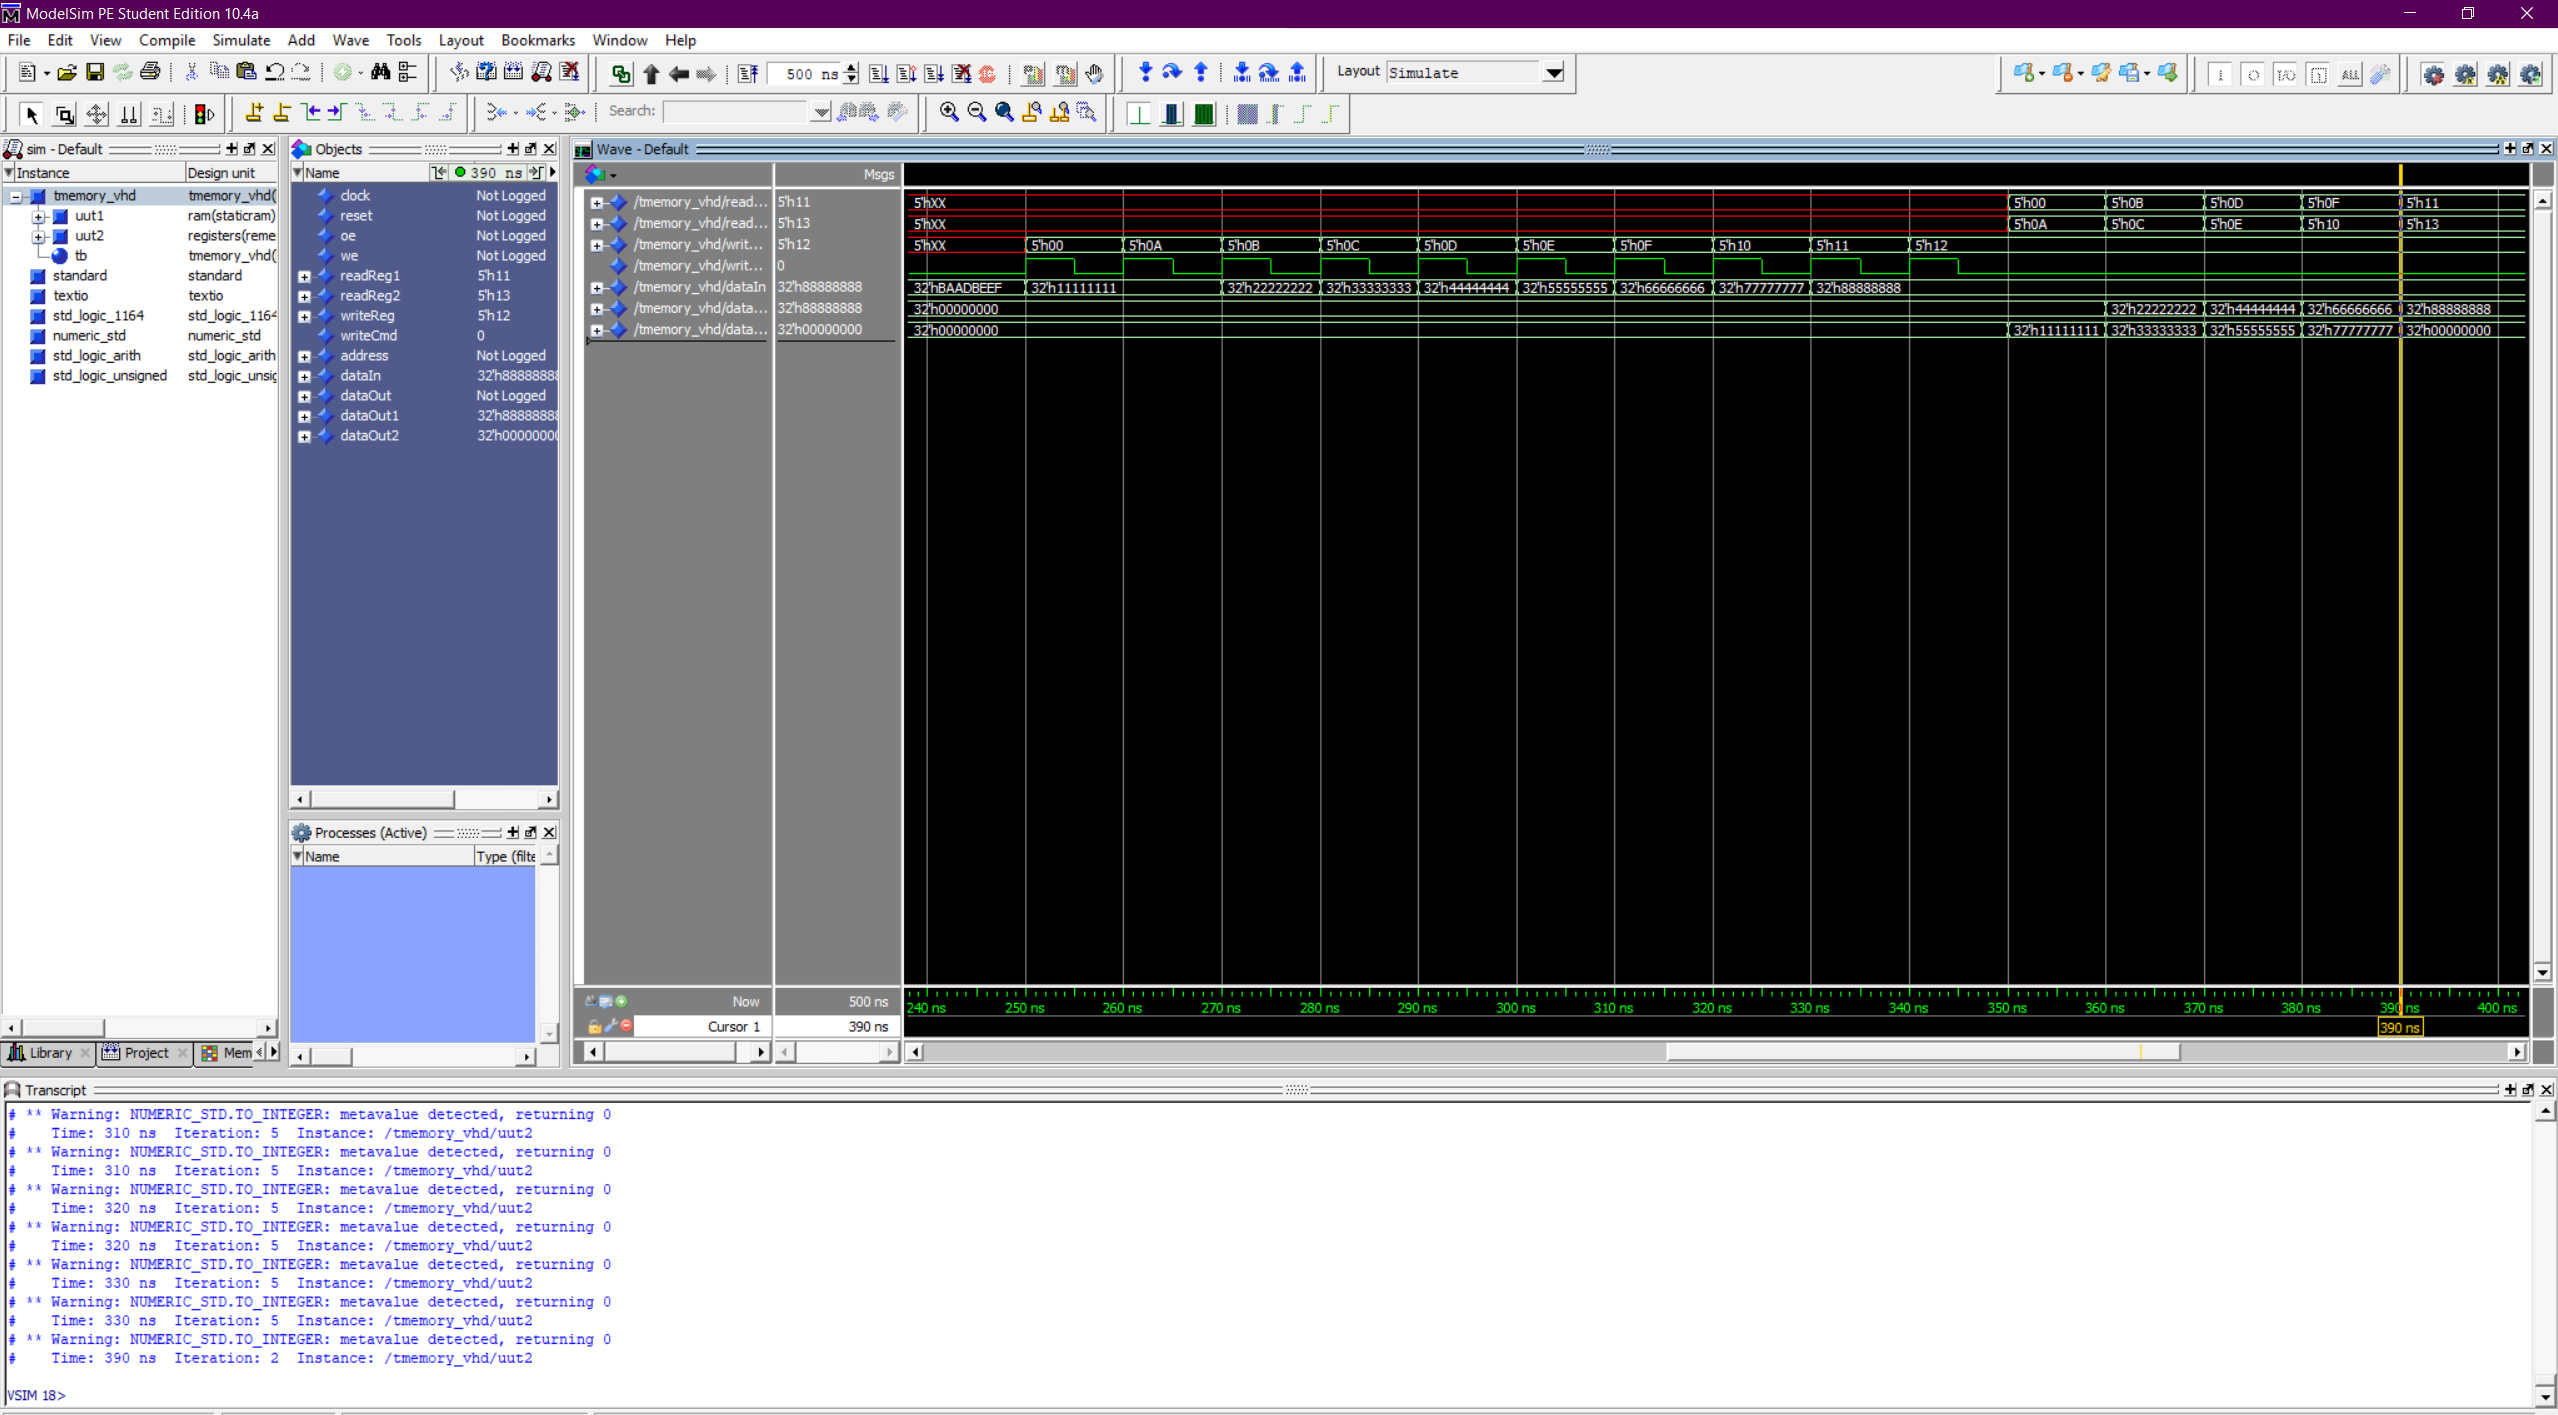 ModelSim PE Student Edition 10.4a
File Edit View Compile Simulate Add Wave Tools Layout Bookmarks Window Help
500 ns Layout Simulate
Search:
sim - Default
Instance Design unit
tmemory_vhd tmemory_vhd(
uut1 ram(staticram)
uut2 registers(reme
tb tmemory_vhd(
standard standard
textio textio
std_logic_1164 std_logic_1164
numeric_std numeric_std
std_logic_arith std_logic_arith
std_logic_unsigned std_logic_unsig
Library Project Mem
Objects
Name 390 ns
clock Not Logged
reset Not Logged
oe Not Logged
we Not Logged
readReg1 5'h11
readReg2 5'h13
writeReg 5'h12
writeCmd 0
address Not Logged
dataIn 32'h8888888
dataOut Not Logged
dataOut1 32'h8888888
dataOut2 32'h0000000
Processes (Active)
Name Type (filte
Wave - Default
Msgs
/tmemory_vhd/read... 5'h11 5'hXX 5'h00 5'h0B 5'h0D 5'h0F 5'h11
/tmemory_vhd/read... 5'h13 5'hXX 5'h0A 5'h0C 5'h0E 5'h10 5'h13
/tmemory_vhd/writ... 5'h12 5'hXX 5'h00 5'h0A 5'h0B 5'h0C 5'h0D 5'h0E 5'h0F 5'h10 5'h11 5'h12
/tmemory_vhd/writ... 0
/tmemory_vhd/dataIn 32'h88888888 32'hBAADBEEF 32'h11111111 32'h22222222 32'h33333333 32'h44444444 32'h55555555 32'h66666666 32'h77777777 32'h88888888
/tmemory_vhd/data... 32'h88888888 32'h00000000 32'h22222222 32'h44444444 32'h66666666 32'h88888888
/tmemory_vhd/data... 32'h00000000 32'h00000000 32'h11111111 32'h33333333 32'h55555555 32'h77777777 32'h00000000
Now 500 ns 240 ns 250 ns 260 ns 270 ns 280 ns 290 ns 300 ns 310 ns 320 ns 330 ns 340 ns 350 ns 360 ns 370 ns 380 ns 390 ns 400 ns
Cursor 1 390 ns 390 ns
Transcript
# ** Warning: NUMERIC_STD.TO_INTEGER: metavalue detected, returning 0
# Time: 310 ns Iteration: 5 Instance: /tmemory_vhd/uut2
# ** Warning: NUMERIC_STD.TO_INTEGER: metavalue detected, returning 0
# Time: 310 ns Iteration: 5 Instance: /tmemory_vhd/uut2
# ** Warning: NUMERIC_STD.TO_INTEGER: metavalue detected, returning 0
# Time: 320 ns Iteration: 5 Instance: /tmemory_vhd/uut2
# ** Warning: NUMERIC_STD.TO_INTEGER: metavalue detected, returning 0
# Time: 320 ns Iteration: 5 Instance: /tmemory_vhd/uut2
# ** Warning: NUMERIC_STD.TO_INTEGER: metavalue detected, returning 0
# Time: 330 ns Iteration: 5 Instance: /tmemory_vhd/uut2
# ** Warning: NUMERIC_STD.TO_INTEGER: metavalue detected, returning 0
# Time: 330 ns Iteration: 5 Instance: /tmemory_vhd/uut2
# ** Warning: NUMERIC_STD.TO_INTEGER: metavalue detected, returning 0
# Time: 390 ns Iteration: 2 Instance: /tmemory_vhd/uut2
VSIM 18>